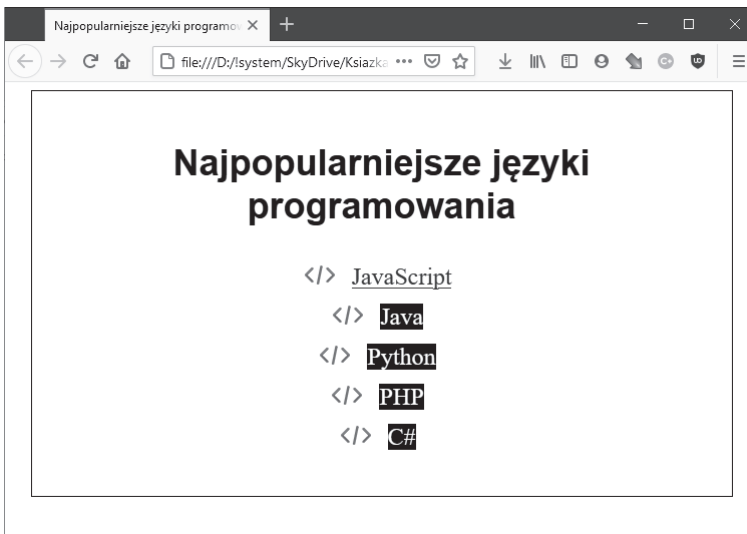 Najpopularniejsze języki programow
file:///D:/!system/SkyDrive/Ksiazka
Najpopularniejsze języki
programowania
</> JavaScript
</> Java
</> Python
</> PHP
</> C#